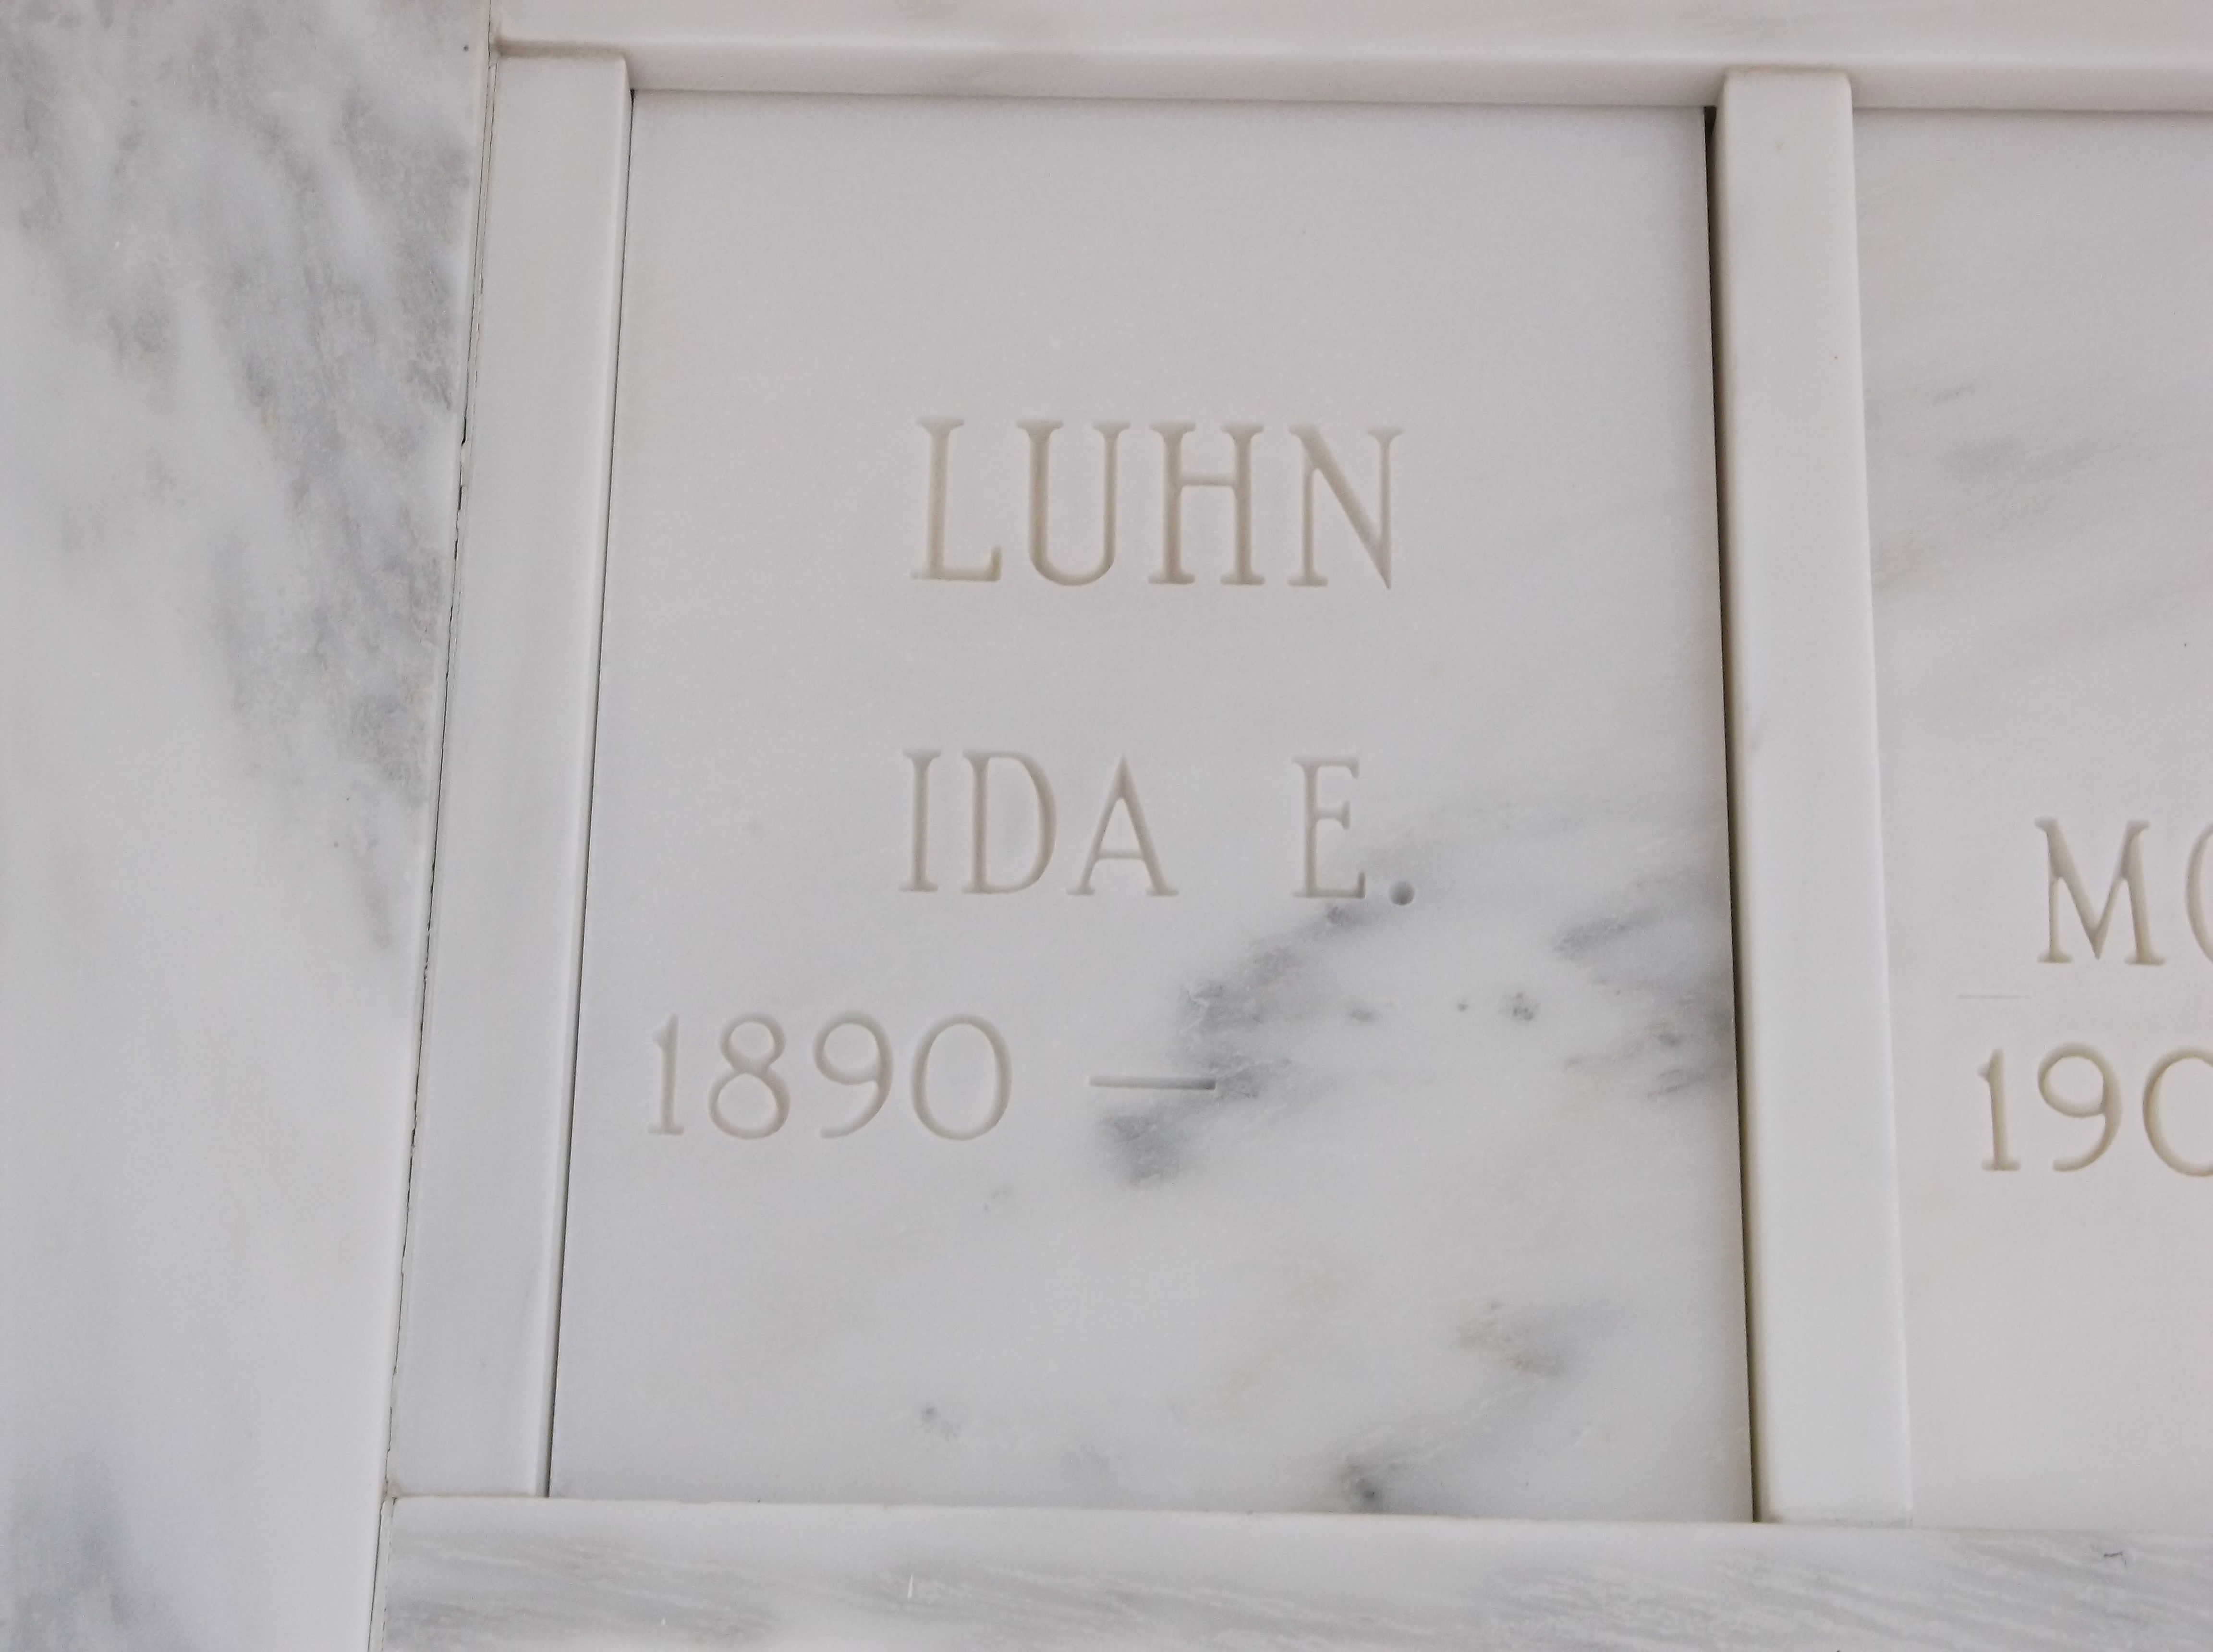 LUHN
IDA E.
1890 —